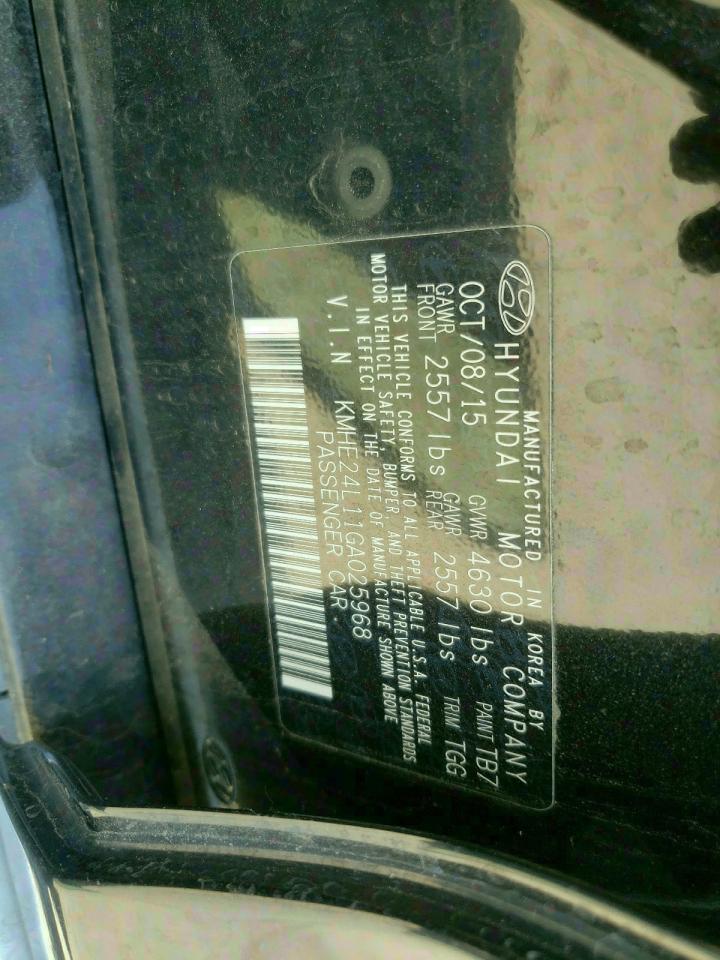 MANUFACTURED IN KOREA BY
HYUNDAI MOTOR COMPANY
OCT/08/15 GVWR 4630 lbs PAINT TB7
GAWR FRONT 2557 lbs GAWR REAR 2557 lbs TRIM TGG
THIS VEHICLE CONFORMS TO ALL APPLICABLE U.S.A. FEDERAL
MOTOR VEHICLE SAFETY, BUMPER, AND THEFT PREVENTION STANDARDS
IN EFFECT ON THE DATE OF MANUFACTURE SHOWN ABOVE
V.I.N KMHE24L11GA025968
PASSENGER CAR